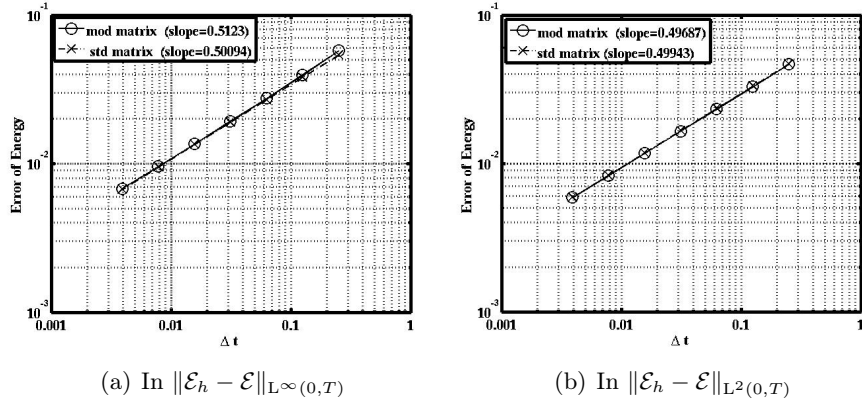 10^-1
mod matrix (slope=0.5123)
std matrix (slope=0.50094)
Error of Energy
10^-2
10^-3
0.001 0.01 0.1 1
Δ t
(a) In ‖ℰ_h − ℰ‖_{L^∞(0,T)}
10^-1
mod matrix (slope=0.49687)
std matrix (slope=0.49943)
Error of Energy
10^-2
10^-3
0.001 0.01 0.1 1
Δ t
(b) In ‖ℰ_h − ℰ‖_{L^2(0,T)}